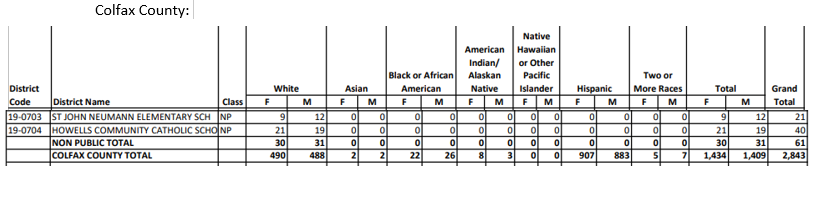 Colfax County:
Native
American Hawaiian
Indian/ or Other
Black or African Alaskan Pacific Two or
District White Asian American Native Islander Hispanic More Races Total Grand
Code District Name Class F M F M F M F M F M F M F M F M Total
19-0703 ST JOHN NEUMANN ELEMENTARY SCH NP 9 12 0 0 0 0 0 0 0 0 0 0 0 0 9 12 21
19-0704 HOWELLS COMMUNITY CATHOLIC SCHO NP 21 19 0 0 0 0 0 0 0 0 0 0 0 0 21 19 40
NON PUBLIC TOTAL 30 31 0 0 0 0 0 0 0 0 0 0 0 0 30 31 61
COLFAX COUNTY TOTAL 490 488 2 2 22 26 8 3 0 0 907 883 5 7 1,434 1,409 2,843